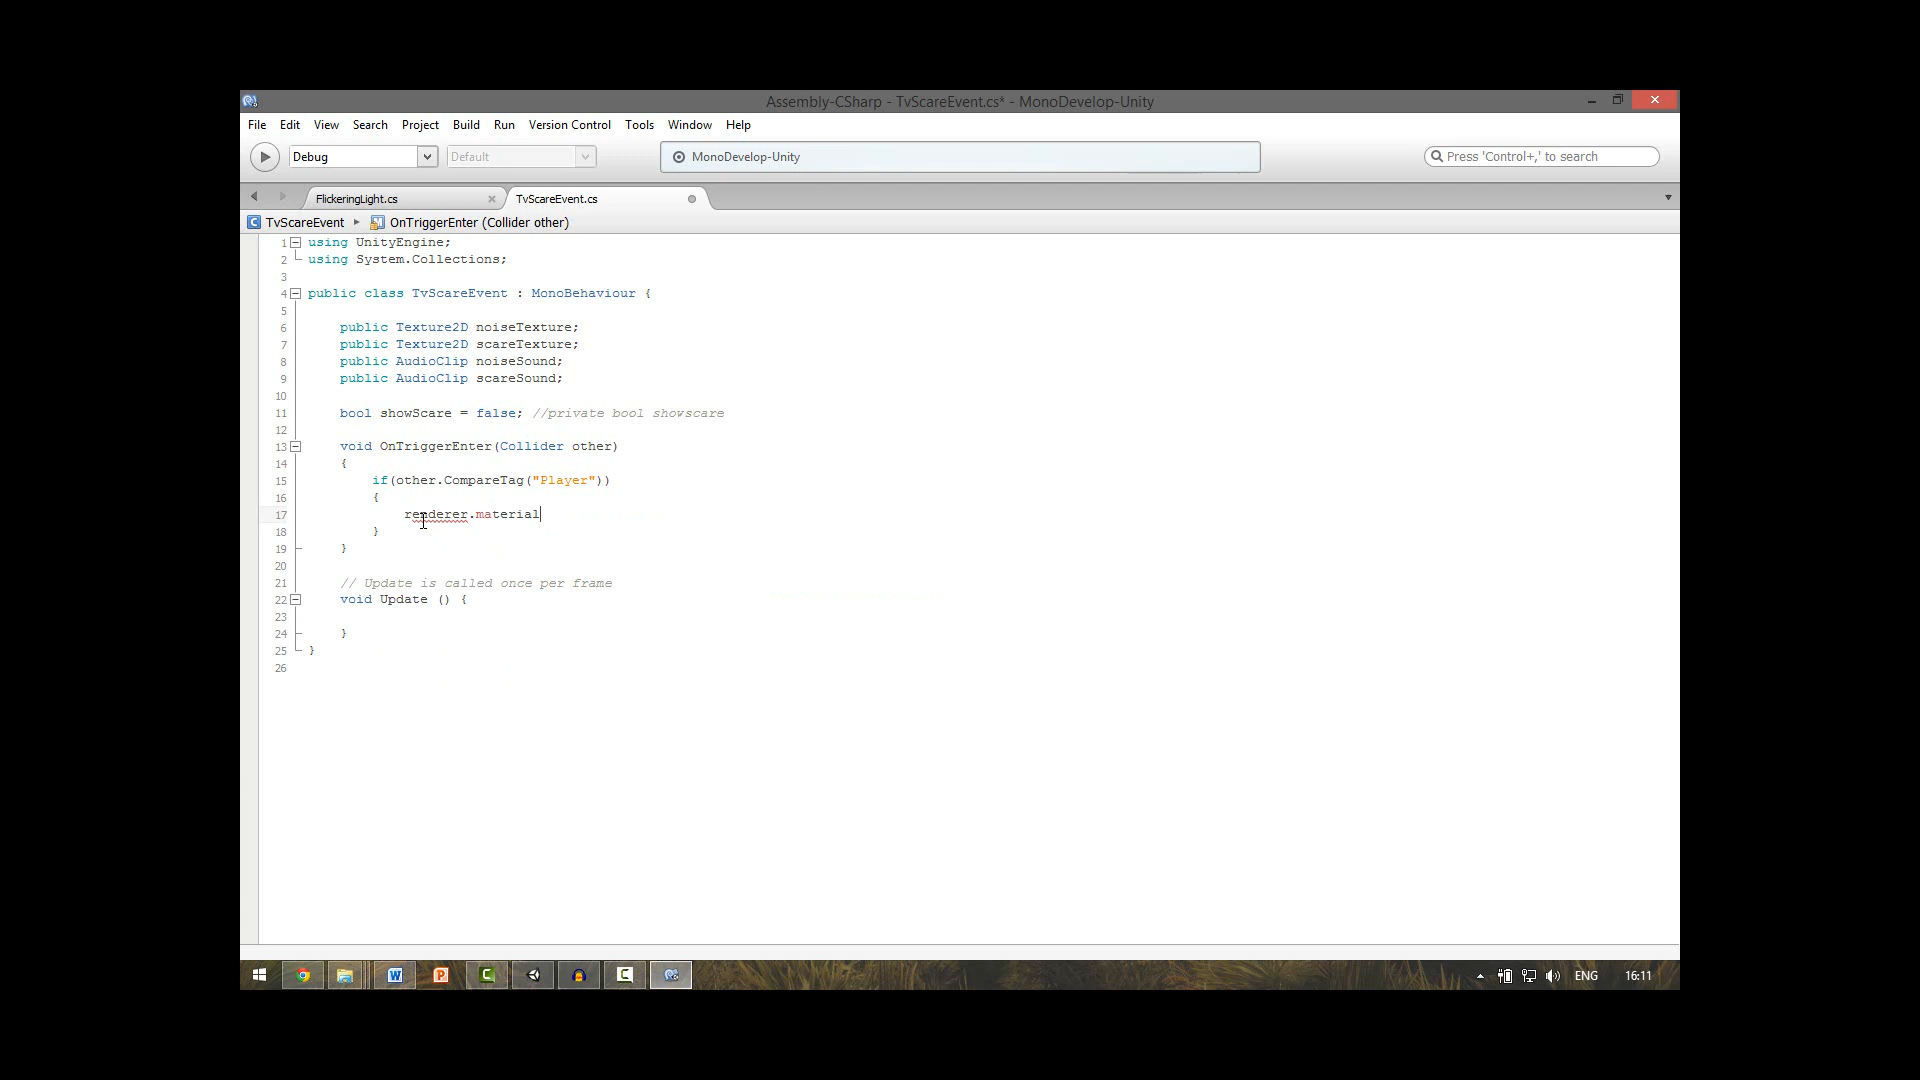 Assembly-CSharp - TvScareEvent.cs* - MonoDevelop-Unity
File Edit View Search Project Build Run Version Control Tools Window Help
Debug Default MonoDevelop-Unity Press 'Control+,' to search
FlickeringLight.cs TvScareEvent.cs
TvScareEvent OnTriggerEnter (Collider other)
1 using UnityEngine;
2 using System.Collections;
3
4 public class TvScareEvent : MonoBehaviour {
5
6 public Texture2D noiseTexture;
7 public Texture2D scareTexture;
8 public AudioClip noiseSound;
9 public AudioClip scareSound;
10
11 bool showScare = false; //private bool showscare
12
13 void OnTriggerEnter(Collider other)
14 {
15 if(other.CompareTag("Player"))
16 {
17 renderer.material
18 }
19 }
20
21 // Update is called once per frame
22 void Update () {
23
24 }
25 }
26
ENG 16:11